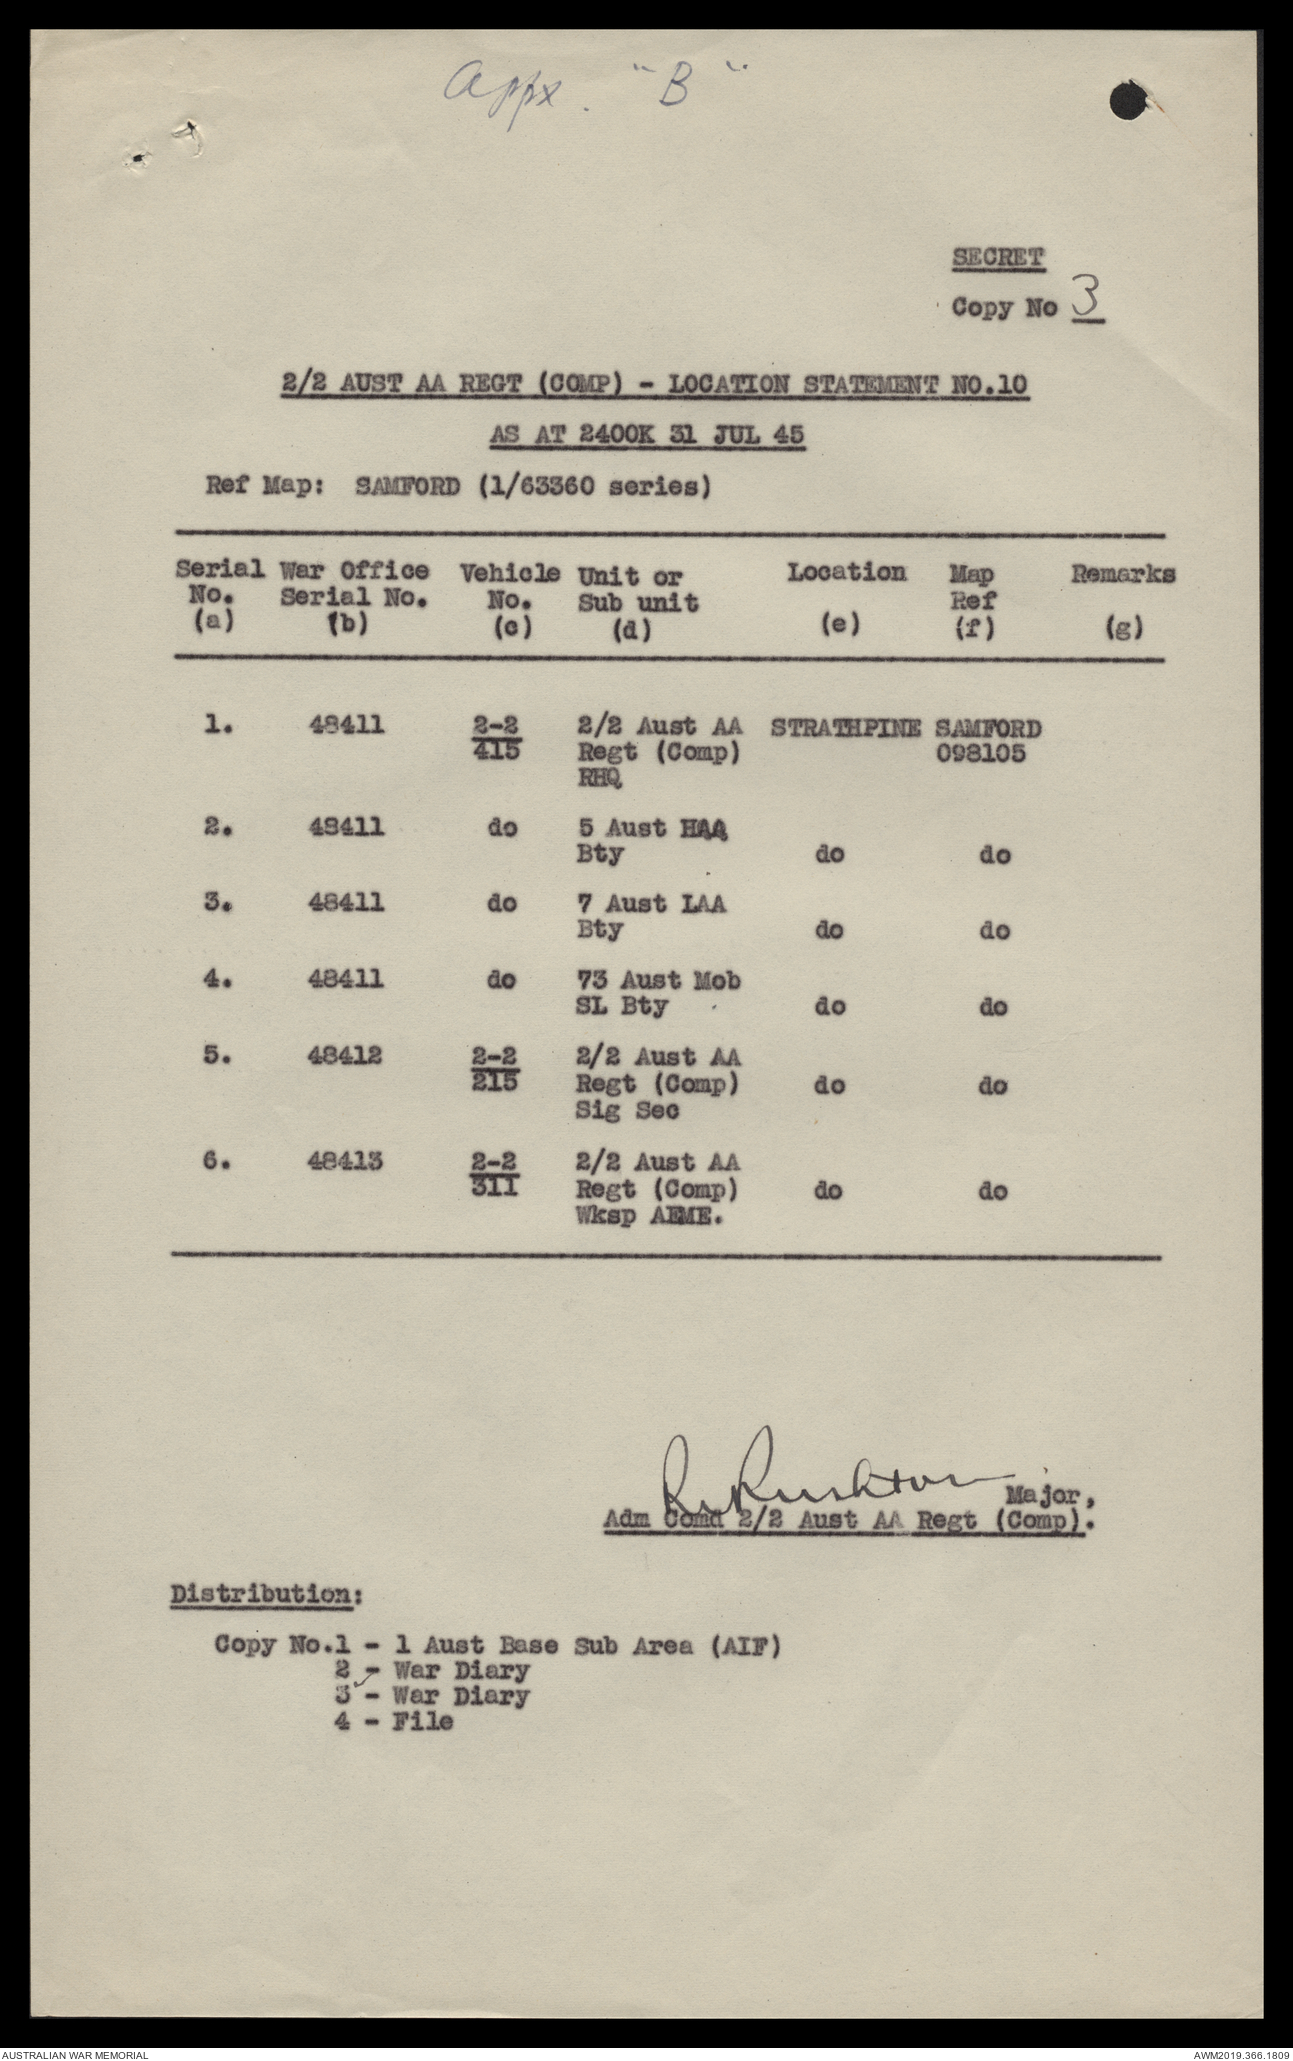 Appx. "B"
SECRET
Copy No 3
2/2 AUST AA REGT (COMP) - LOCATION STATEMENT NO.10
AS AT 2400K 31 JUL 45
Ref Map: SAMFORD (1/63360 series)
Serial War Office Vehicle Unit or Location Map Remarks
No. Serial No. No. Sub unit Ref
(a) (b) (c) (d) (e) (f) (g)
1. 48411 2-2 2/2 Aust AA STRATHPINE SAMFORD
415 Regt (Comp) 098105
RHQ
2. 48411 do 5 Aust HAA
Bty do do
3. 48411 do 7 Aust LAA
Bty do do
4. 48411 do 73 Aust Mob
SL Bty do do
5. 48412 2-2 2/2 Aust AA
215 Regt (Comp) do do
Sig Sec
6. 48413 2-2 2/2 Aust AA
311 Regt (Comp) do do
Wksp AEME.
Rushton Major,
Adm Comd 2/2 Aust AA Regt (Comp).
Distribution:
Copy No.1 - 1 Aust Base Sub Area (AIF)
2 - War Diary
3 - War Diary
4 - File
AUSTRALIAN WAR MEMORIAL AWM2019.366.1809